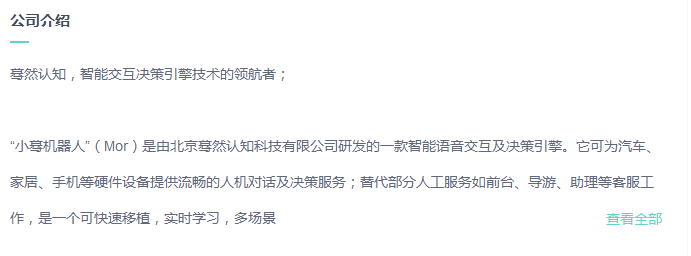 公司介绍
蓦然认知，智能交互决策引擎技术的领航者；
“小蓦机器人”（Mor）是由北京蓦然认知科技有限公司研发的一款智能语音交互及决策引擎。它可为汽车、
家居、手机等硬件设备提供流畅的人机对话及决策服务；替代部分人工服务如前台、导游、助理等客服工
作，是一个可快速移植，实时学习，多场景
查看全部